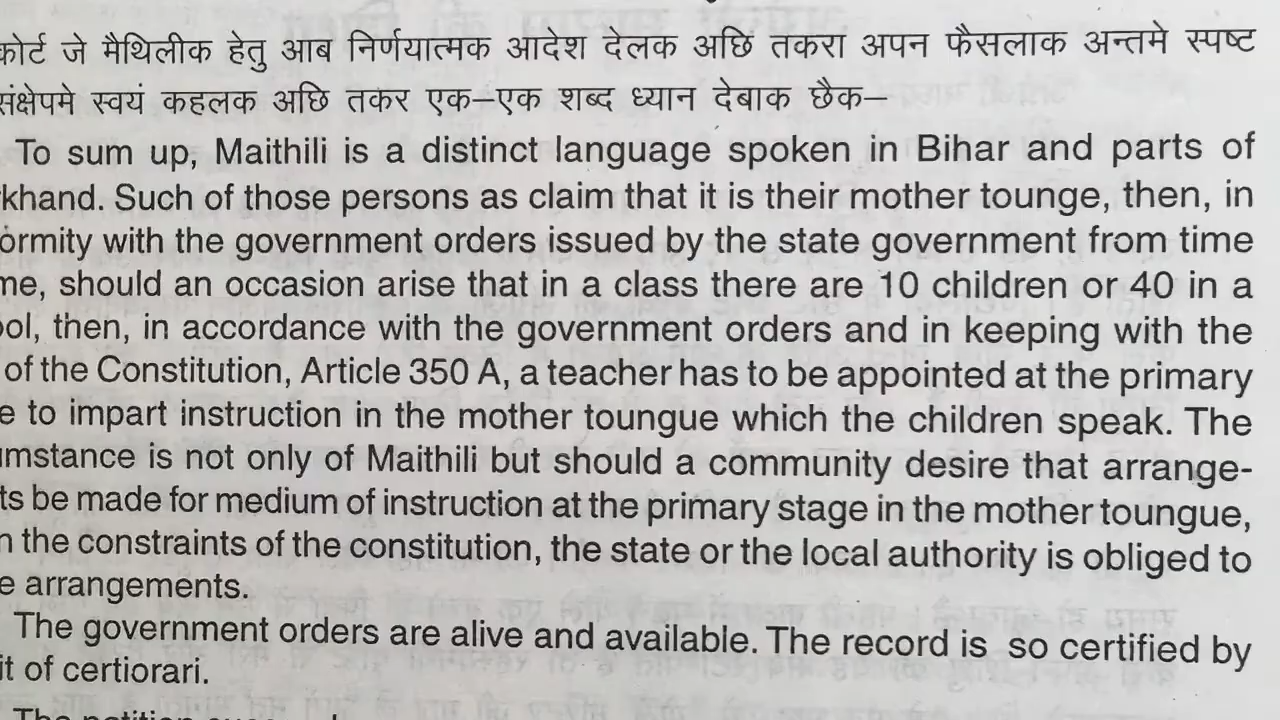 कोर्ट जे मैथिलीक हेतु आब निर्णयात्मक आदेश देलक अछि तकरा अपन फैसलाक अन्तमे स्पष्ट
संक्षेपमे स्वयं कहलक अछि तकर एक–एक शब्द ध्यान देबाक छैक–
To sum up, Maithili is a distinct language spoken in Bihar and parts of
khand. Such of those persons as claim that it is their mother tounge, then, in
ormity with the government orders issued by the state government from time
me, should an occasion arise that in a class there are 10 children or 40 in a
ol, then, in accordance with the government orders and in keeping with the
of the Constitution, Article 350 A, a teacher has to be appointed at the primary
e to impart instruction in the mother toungue which the children speak. The
mstance is not only of Maithili but should a community desire that arrange-
ts be made for medium of instruction at the primary stage in the mother toungue,
n the constraints of the constitution, the state or the local authority is obliged to
e arrangements.
The government orders are alive and available. The record is so certified by
it of certiorari.
The petition